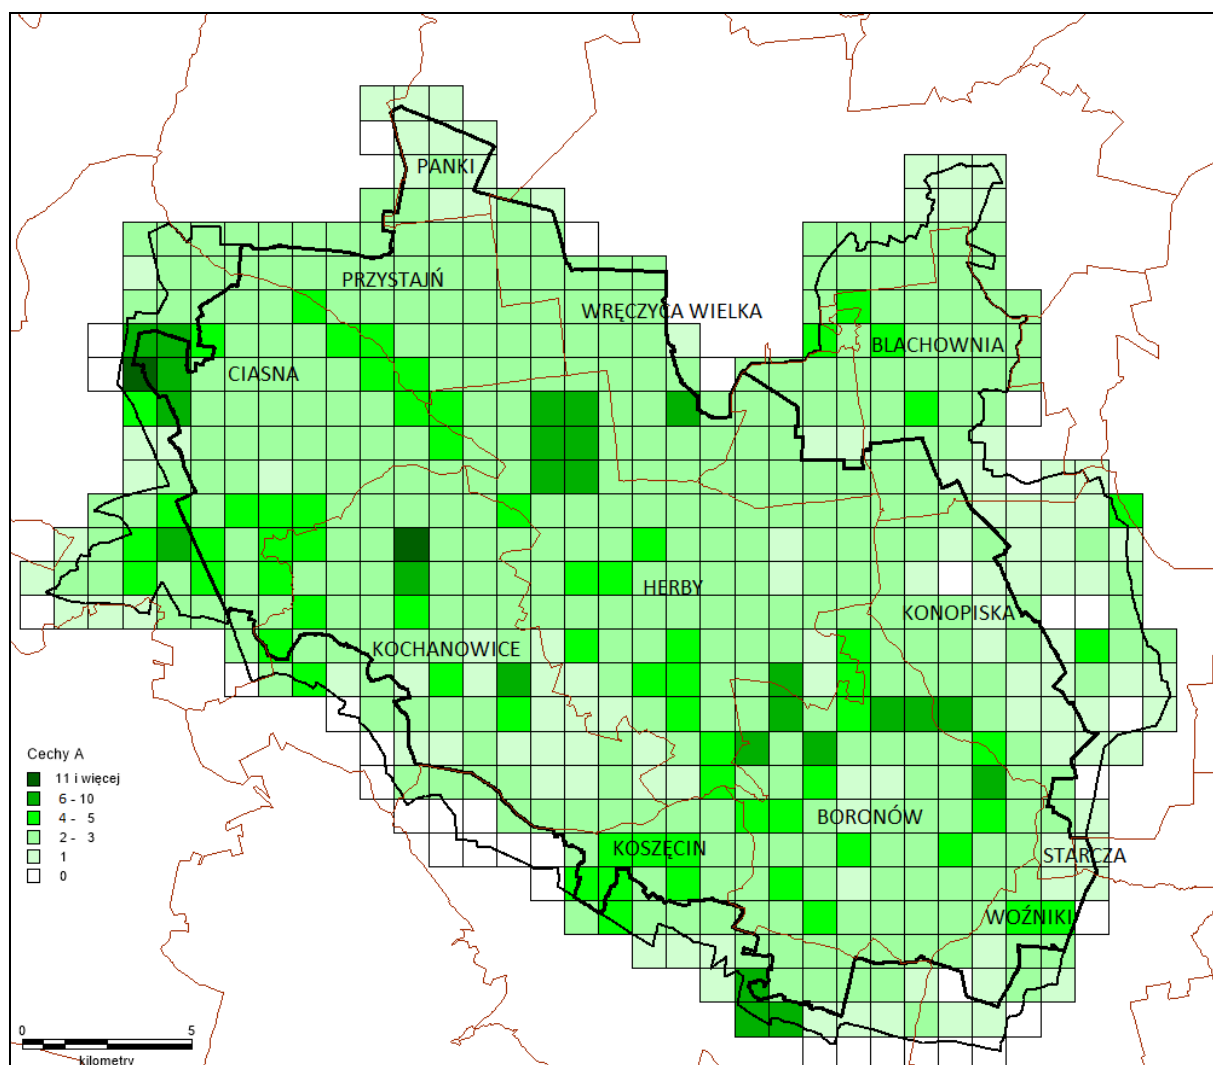 PANKI
PRZYSTAJŃ
WRĘCZYCA WIELKA
BLACHOWNIA
CIASNA
HERBY
KONOPISKA
KOCHANOWICE
BORONÓW
KOSZĘCIN
STARCZA
WOŹNIKI
Cechy A
11 i więcej
6 - 10
4 - 5
2 - 3
1
0
0 5
kilometry